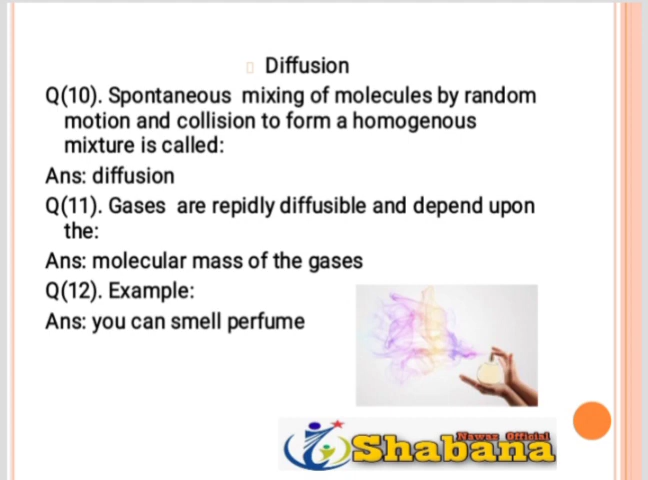 Diffusion
Q(10). Spontaneous mixing of molecules by random
motion and collision to form a homogenous
mixture is called:
Ans: diffusion
Q(11). Gases are repidly diffusible and depend upon
the:
Ans: molecular mass of the gases
Q(12). Example:
Ans: you can smell perfume
Nawaz Official
Shabana